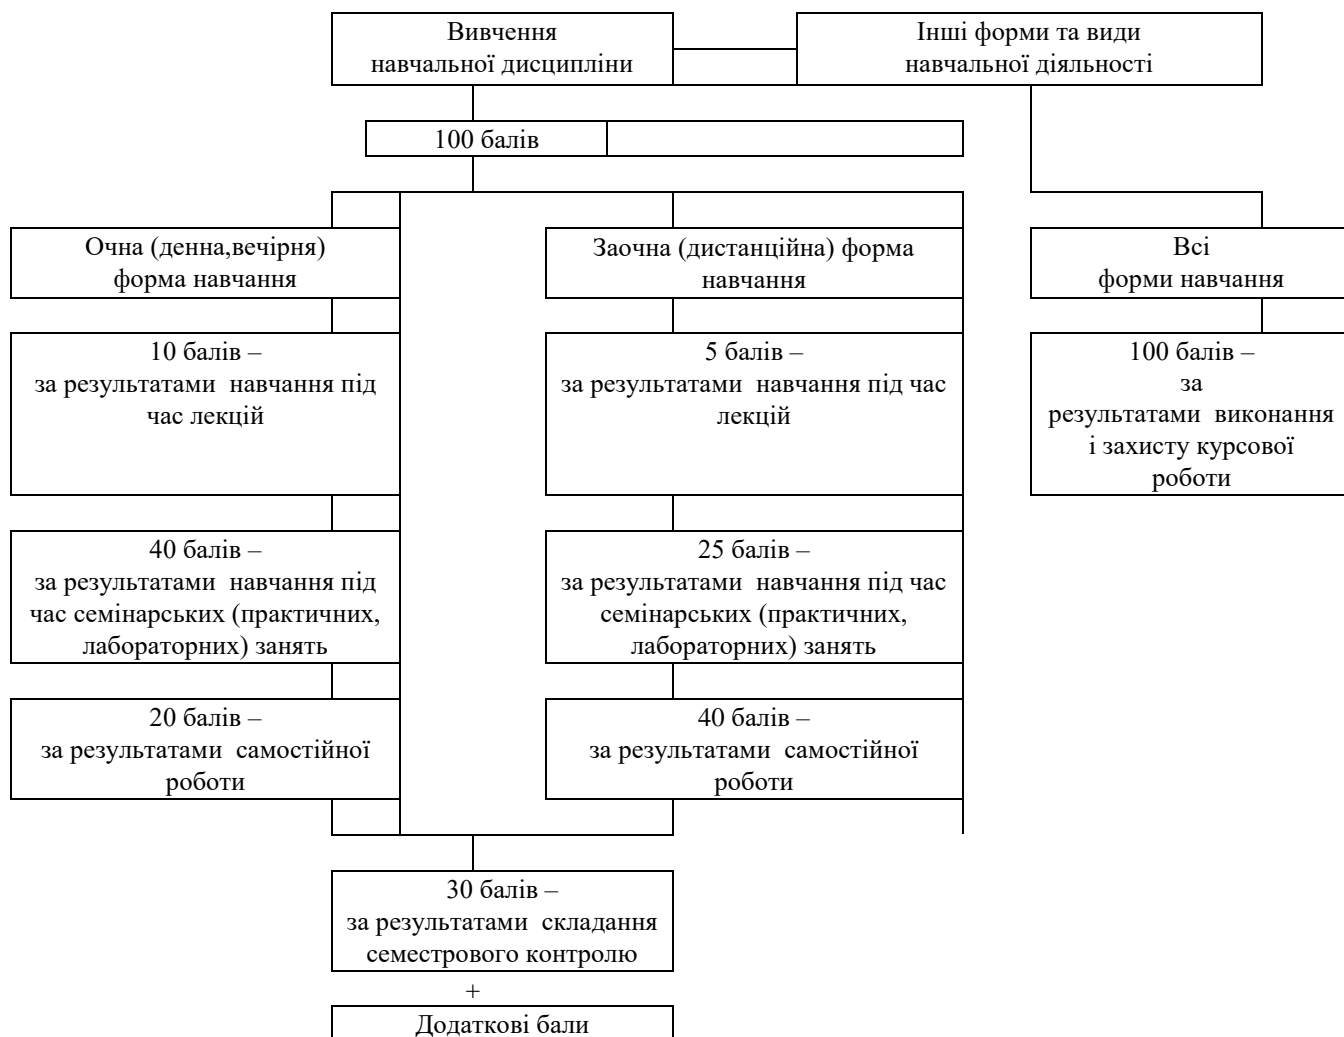 Вивчення
навчальної дисципліни
Інші форми та види
навчальної діяльності
100 балів
Очна (денна,вечірня)
форма навчання
Заочна (дистанційна) форма
навчання
Всі
форми навчання
10 балів –
за результатами навчання під
час лекцій
5 балів –
за результатами навчання під час
лекцій
100 балів –
за
результатами виконання
і захисту курсової
роботи
40 балів –
за результатами навчання під
час семінарських (практичних,
лабораторних) занять
25 балів –
за результатами навчання під час
семінарських (практичних,
лабораторних) занять
20 балів –
за результатами самостійної
роботи
40 балів –
за результатами самостійної
роботи
30 балів –
за результатами складання
семестрового контролю
+
Додаткові бали